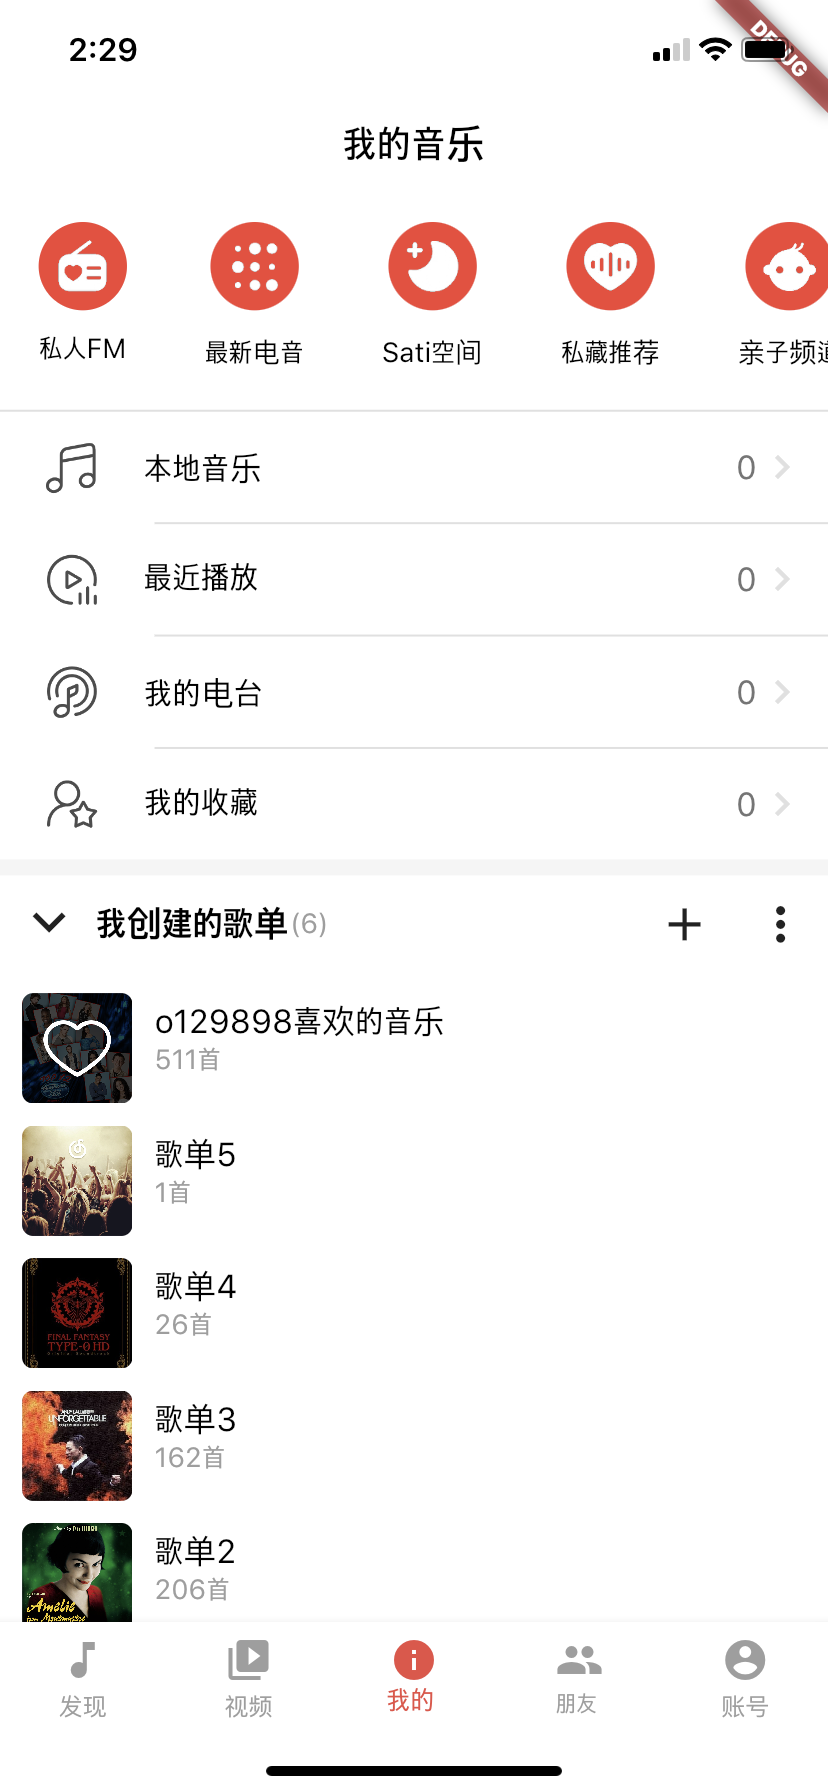 2:29
DEBUG
我的音乐
私人FM
最新电音
Sati空间
私藏推荐
亲子频道
本地音乐
0
最近播放
0
我的电台
0
我的收藏
0
我创建的歌单(6)
o129898喜欢的音乐
511首
歌单5
1首
FINAL FANTASY
TYPE-0 HD
歌单4
26首
UNFORGETTABLE
歌单3
162首
Amélie
歌单2
206首
发现
视频
我的
朋友
账号